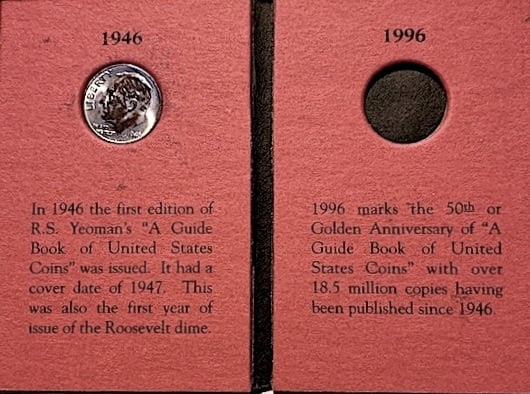 1946
LIBERTY
In 1946 the first edition of
R.S. Yeoman's "A Guide
Book of United States
Coins" was issued. It had a
cover date of 1947. This
was also the first year of
issue of the Roosevelt dime.
1996
1996 marks the 50th or
Golden Anniversary of "A
Guide Book of United
States Coins" with over
18.5 million copies having
been published since 1946.